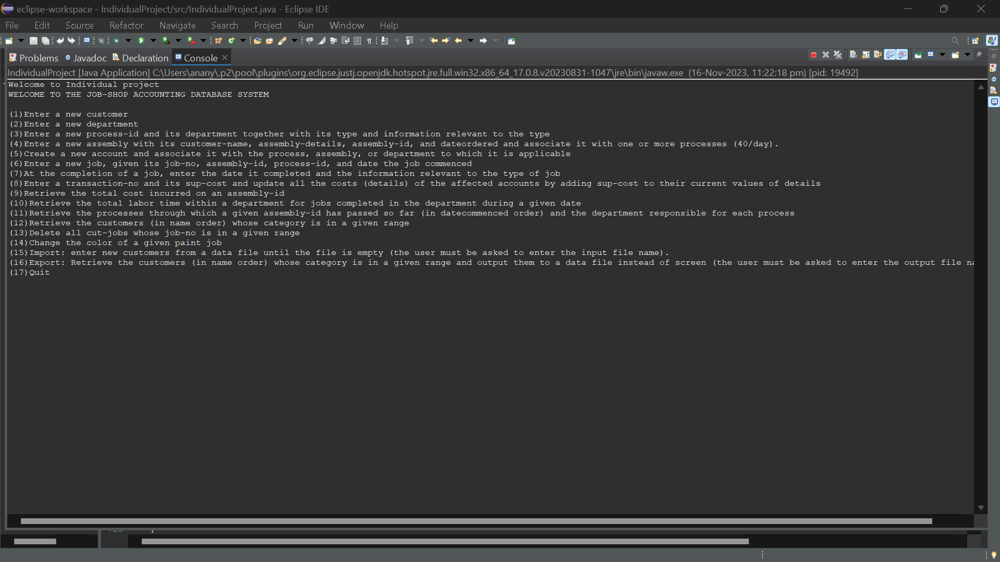 eclipse-workspace - IndividualProject/src/IndividualProject.java - Eclipse IDE
File Edit Source Refactor Navigate Search Project Run Window Help
Problems Javadoc Declaration Console
IndividualProject [Java Application] C:\Users\anany\.p2\pool\plugins\org.eclipse.justj.openjdk.hotspot.jre.full.win32.x86_64_17.0.8.v20230831-1047\jre\bin\javaw.exe (16-Nov-2023, 11:22:18 pm) [pid: 19492]
Welcome to Individual project
WELCOME TO THE JOB-SHOP ACCOUNTING DATABASE SYSTEM
(1)Enter a new customer
(2)Enter a new department
(3)Enter a new process-id and its department together with its type and information relevant to the type
(4)Enter a new assembly with its customer-name, assembly-details, assembly-id, and dateordered and associate it with one or more processes (40/day).
(5)Create a new account and associate it with the process, assembly, or department to which it is applicable
(6)Enter a new job, given its job-no, assembly-id, process-id, and date the job commenced
(7)At the completion of a job, enter the date it completed and the information relevant to the type of job
(8)Enter a transaction-no and its sup-cost and update all the costs (details) of the affected accounts by adding sup-cost to their current values of details
(9)Retrieve the total cost incurred on an assembly-id
(10)Retrieve the total labor time within a department for jobs completed in the department during a given date
(11)Retrieve the processes through which a given assembly-id has passed so far (in datecommenced order) and the department responsible for each process
(12)Retrieve the customers (in name order) whose category is in a given range
(13)Delete all cut-jobs whose job-no is in a given range
(14)Change the color of a given paint job
(15)Import: enter new customers from a data file until the file is empty (the user must be asked to enter the input file name).
(16)Export: Retrieve the customers (in name order) whose category is in a given range and output them to a data file instead of screen (the user must be asked to enter the output file
(17)Quit